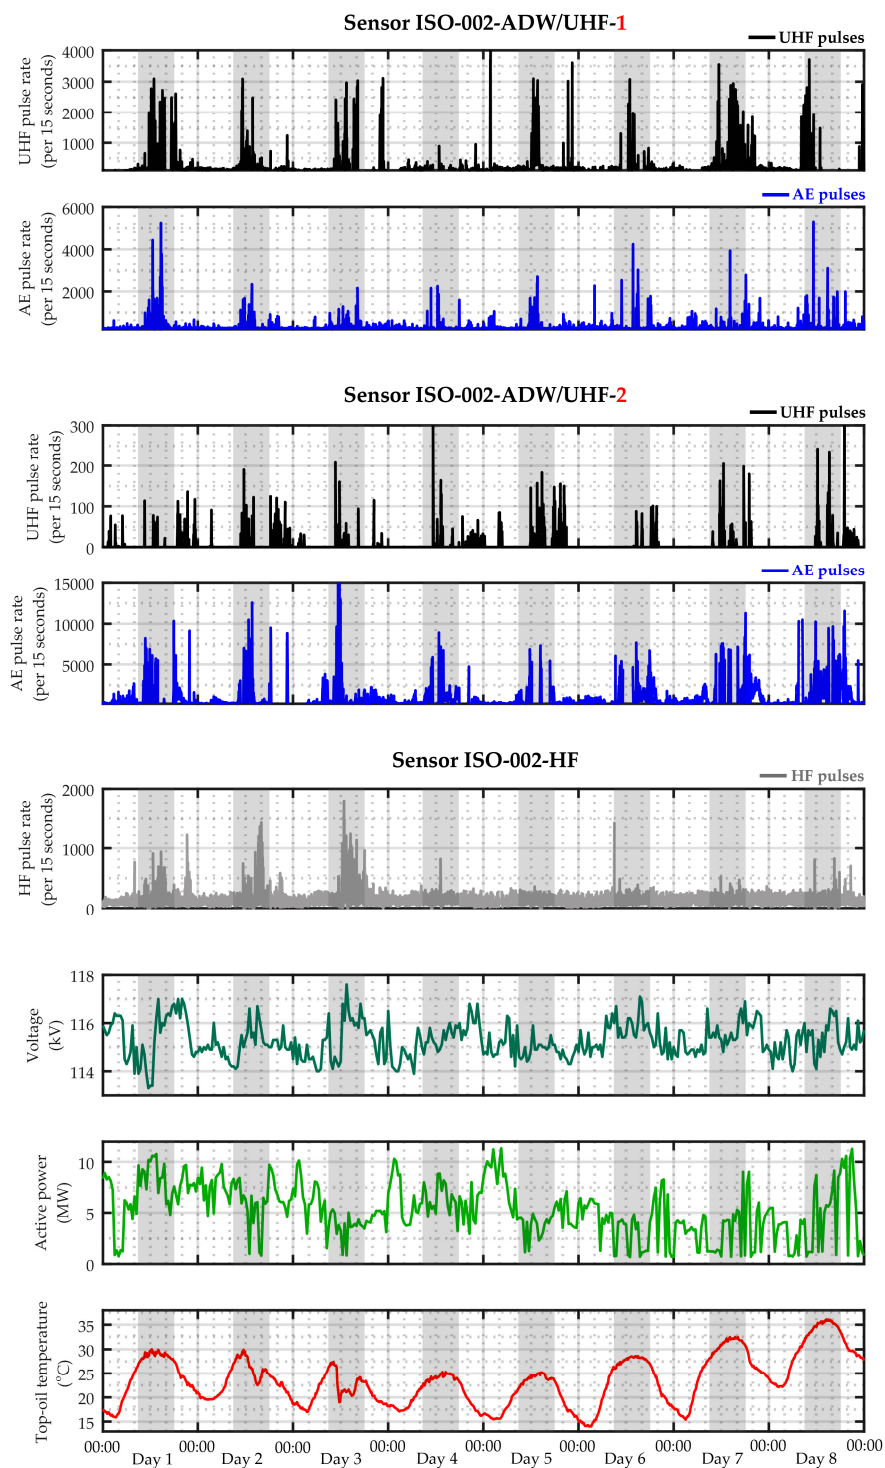 Sensor ISO-002-ADW/UHF-1
UHF pulses
UHF pulse rate
(per 15 seconds)
4000
3000
2000
1000
AE pulses
AE pulse rate
(per 15 seconds)
6000
4000
2000
Sensor ISO-002-ADW/UHF-2
UHF pulses
UHF pulse rate
(per 15 seconds)
300
200
100
0
AE pulses
AE pulse rate
(per 15 seconds)
15000
10000
5000
Sensor ISO-002-HF
HF pulses
HF pulse rate
(per 15 seconds)
2000
1000
0
Voltage
(kV)
118
116
114
Active power
(MW)
10
5
0
Top-oil temperature
(°C)
35
30
25
20
15
00:00 00:00 00:00 00:00 00:00 00:00 00:00 00:00 00:00
Day 1 Day 2 Day 3 Day 4 Day 5 Day 6 Day 7 Day 8